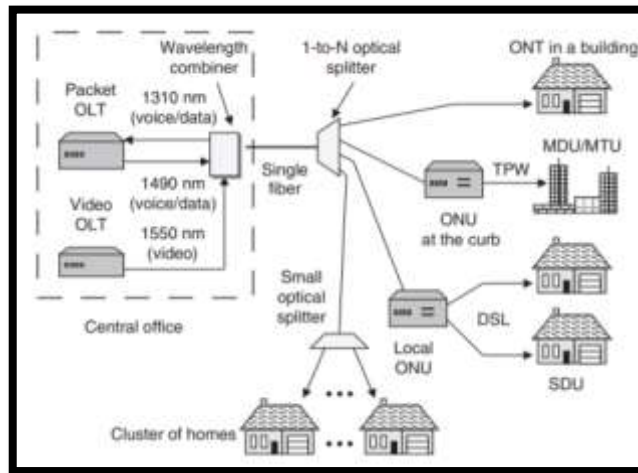 Wavelength
combiner
1-to-N optical
splitter
ONT in a building
Packet
OLT
1310 nm
(voice/data)
Single
fiber
MDU/MTU
TPW
1490 nm
(voice/data)
ONU
at the curb
Video
OLT
1550 nm
(video)
Small
optical
splitter
Central office
DSL
Local
ONU
SDU
Cluster of homes